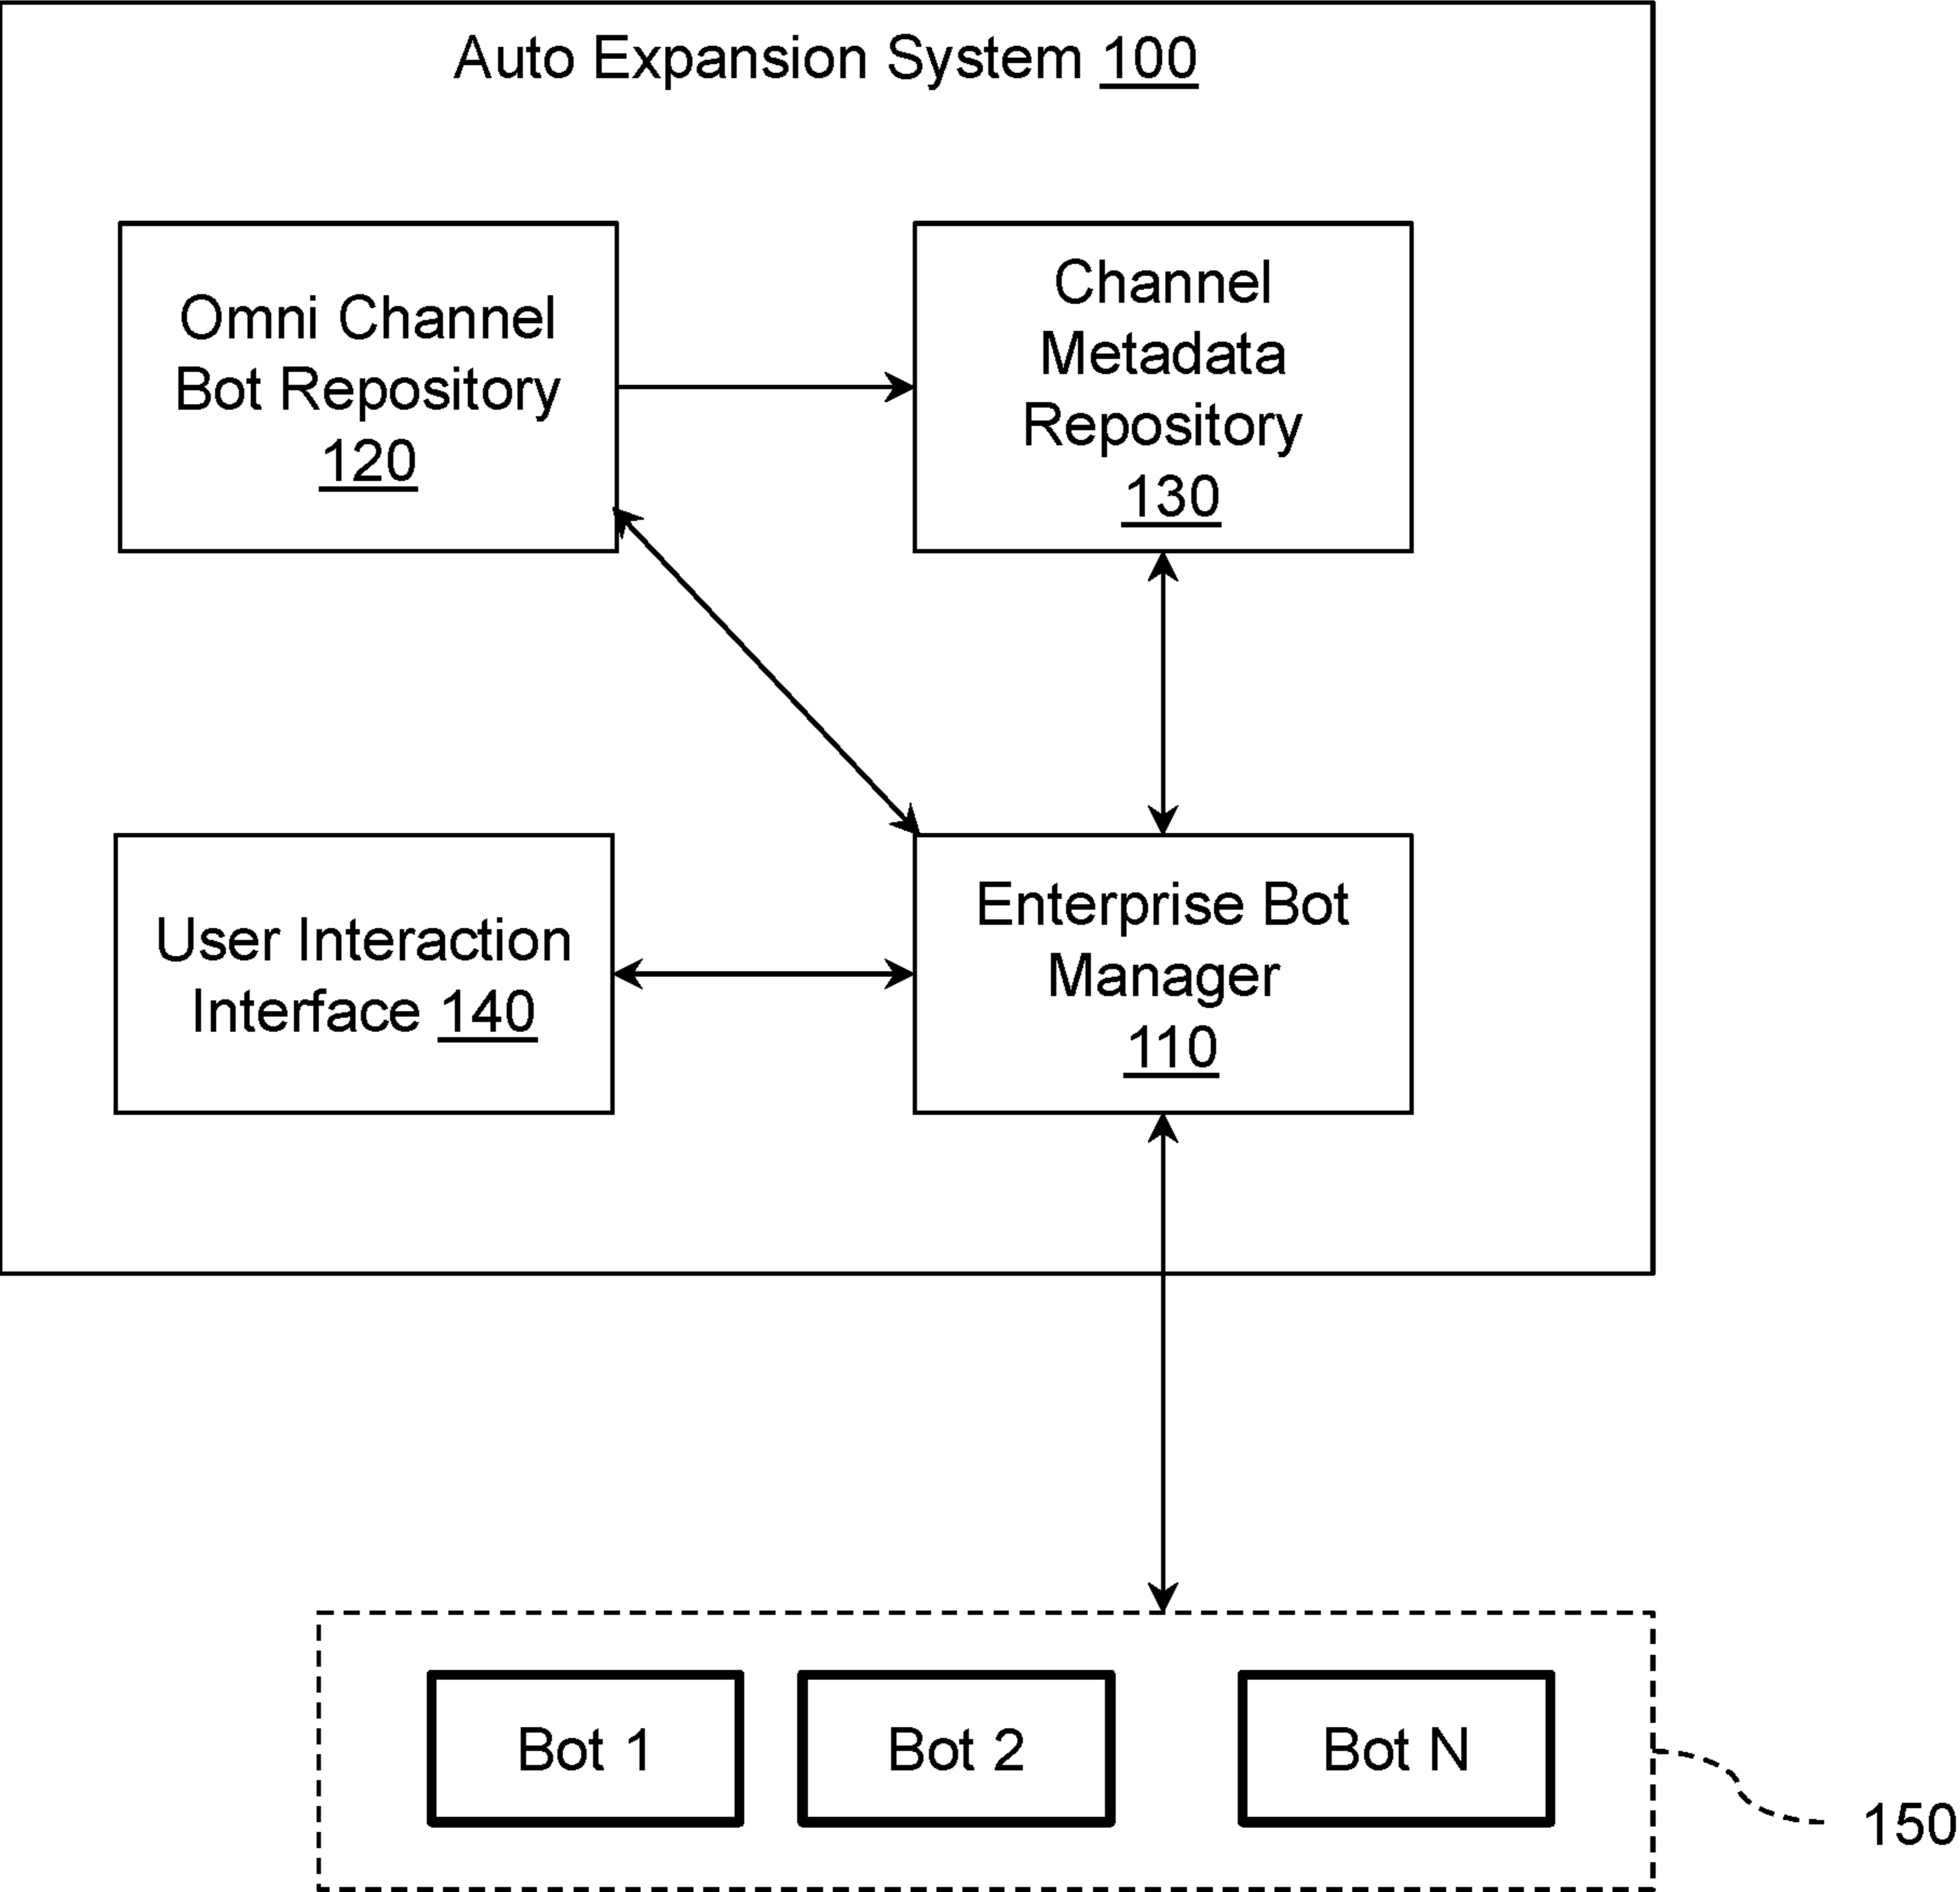 Auto Expansion System 100
Omni Channel
Bot Repository
120
Channel
Metadata
Repository
130
User Interaction
Interface 140
Enterprise Bot
Manager
110
Bot 1
Bot 2
Bot N
150